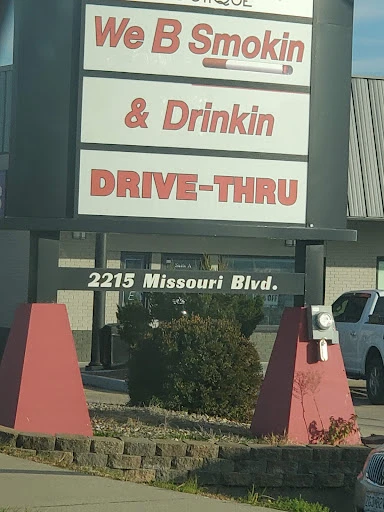 We B Smokin
& Drinkin
DRIVE-THRU
2215 Missouri Blvd.